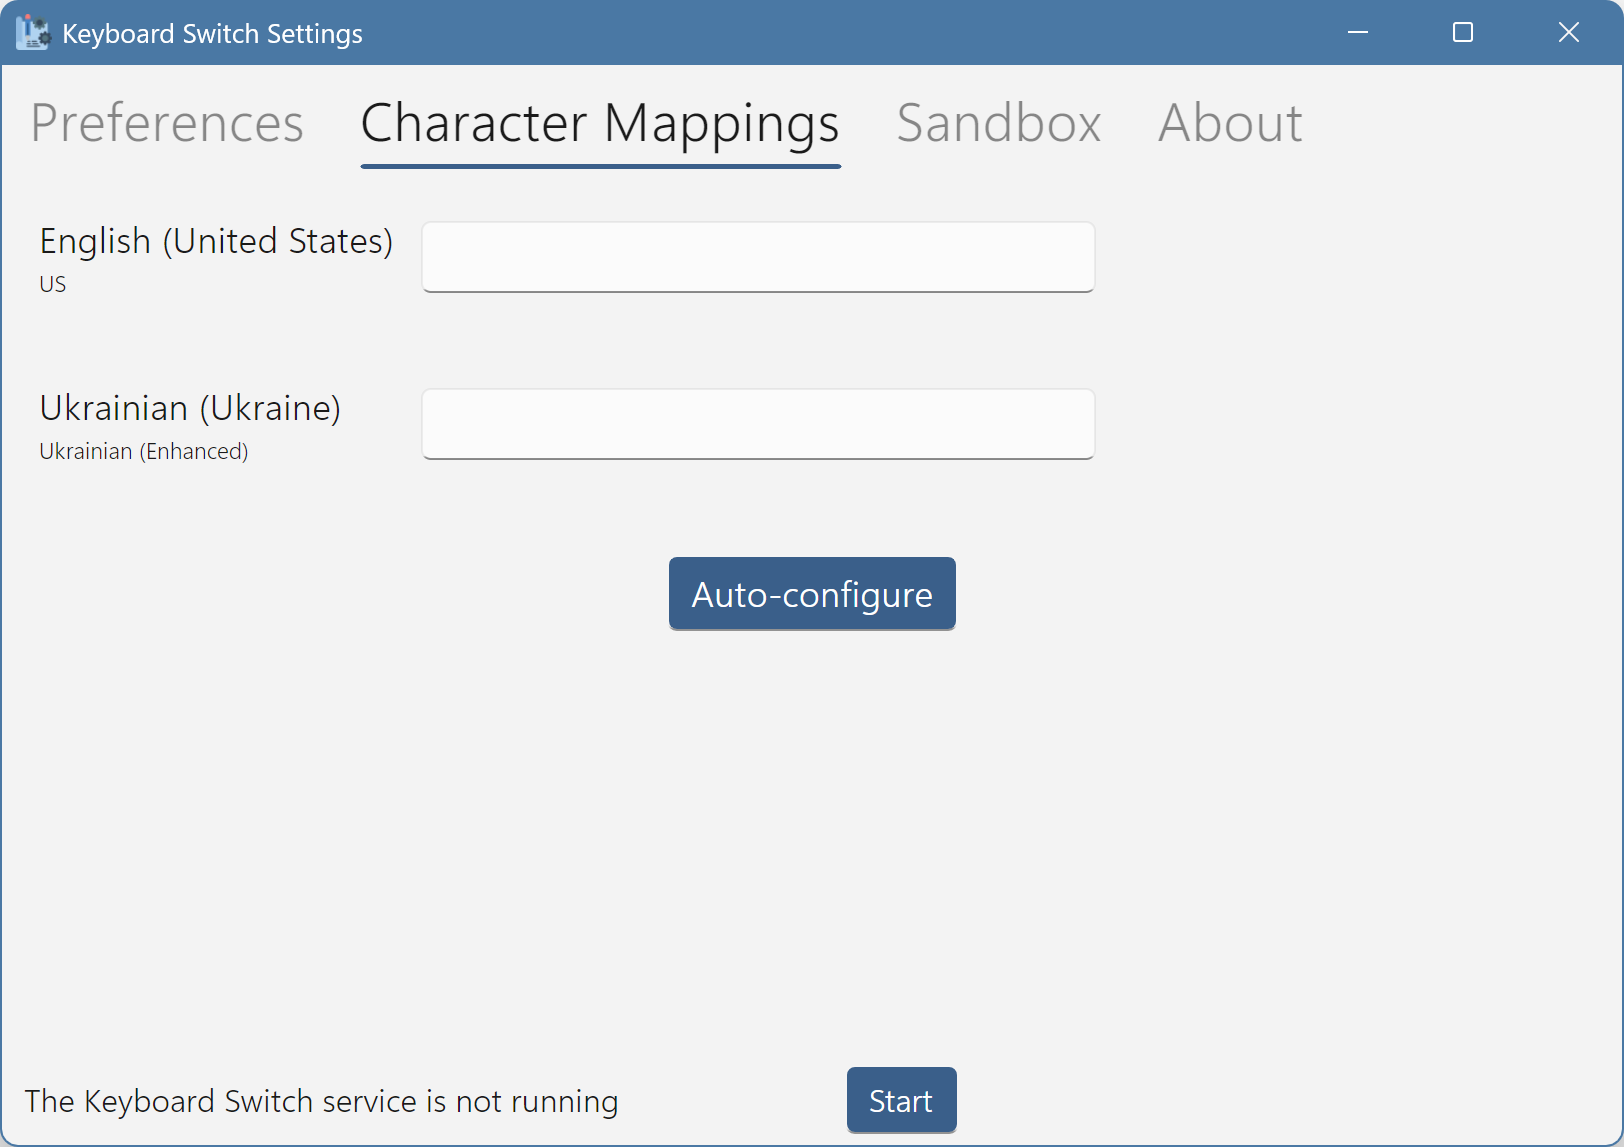 Keyboard Switch Settings
Preferences Character Mappings Sandbox About
English (United States)
US
Ukrainian (Ukraine)
Ukrainian (Enhanced)
Auto-configure
The Keyboard Switch service is not running Start